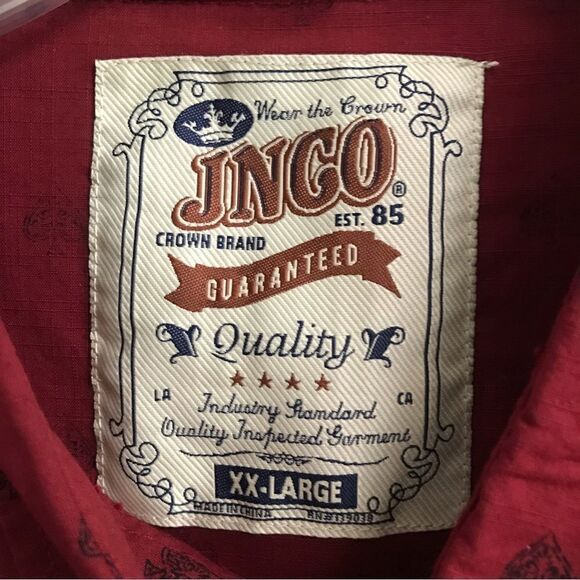 Wear the Crown
JNCO®
EST. 85
CROWN BRAND
GUARANTEED
Quality
LA CA
Industry Standard
Quality Inspected Garment
XX-LARGE
MADE IN CHINA